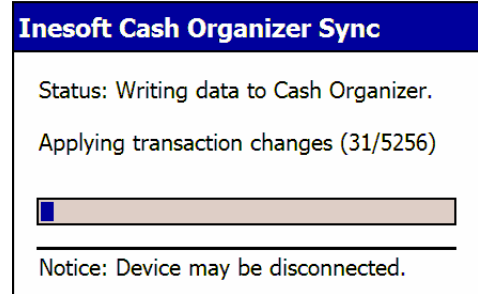 Inesoft Cash Organizer Sync
Status: Writing data to Cash Organizer.
Applying transaction changes (31/5256)
Notice: Device may be disconnected.